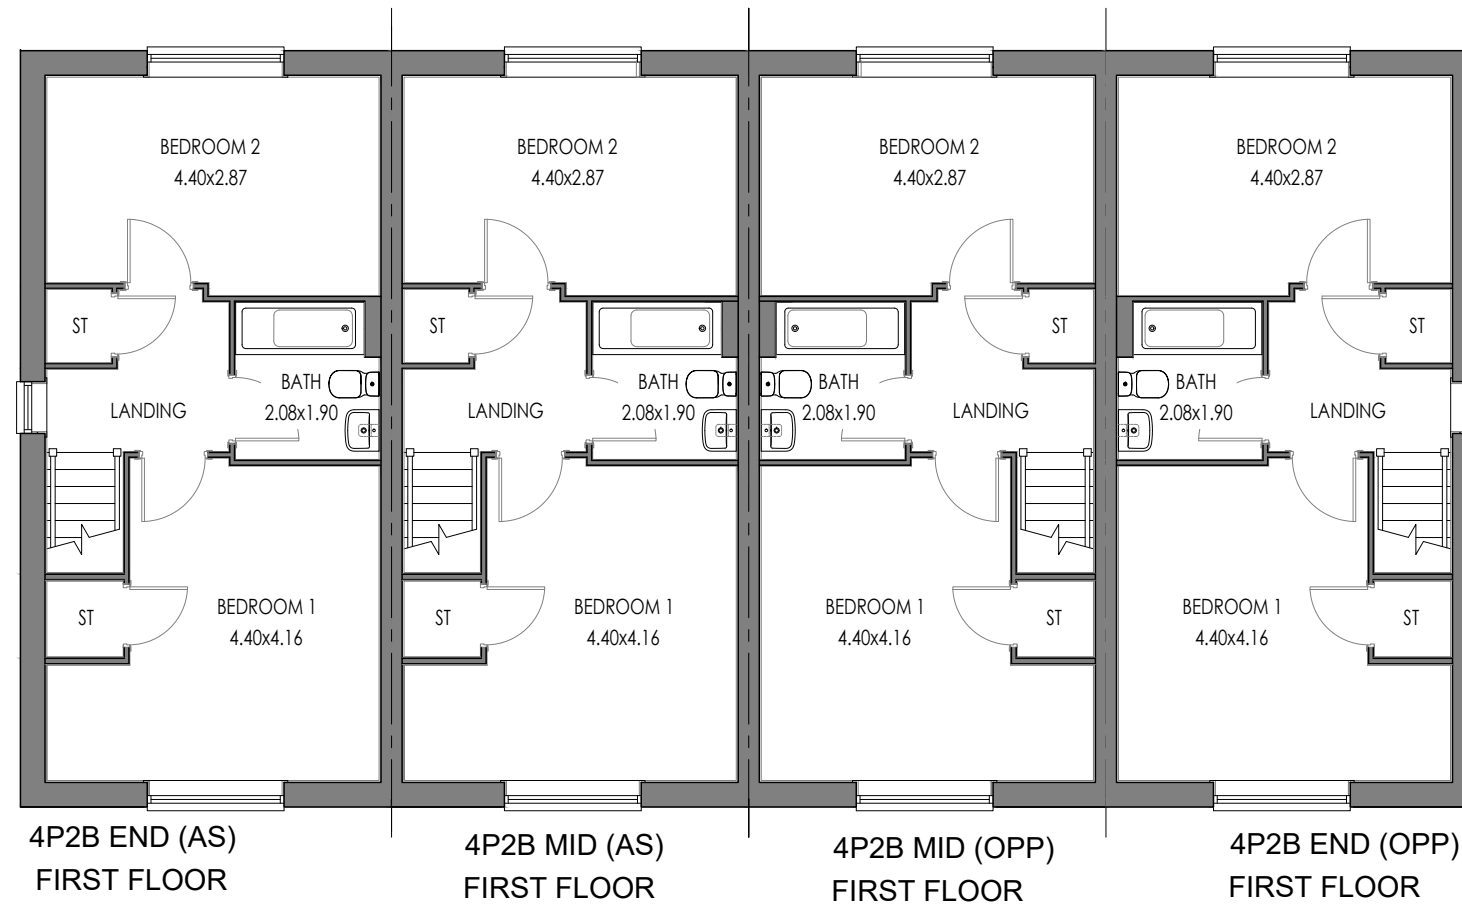 BEDROOM 2
4.40x2.87
ST
BATH
2.08x1.90
LANDING
ST
BEDROOM 1
4.40x4.16
4P2B END (AS)
FIRST FLOOR
BEDROOM 2
4.40x2.87
ST
BATH
2.08x1.90
LANDING
ST
BEDROOM 1
4.40x4.16
4P2B MID (AS)
FIRST FLOOR
BEDROOM 2
4.40x2.87
ST
BATH
2.08x1.90
LANDING
BEDROOM 1
4.40x4.16
ST
4P2B MID (OPP)
FIRST FLOOR
BEDROOM 2
4.40x2.87
ST
BATH
2.08x1.90
LANDING
BEDROOM 1
4.40x4.16
ST
4P2B END (OPP)
FIRST FLOOR